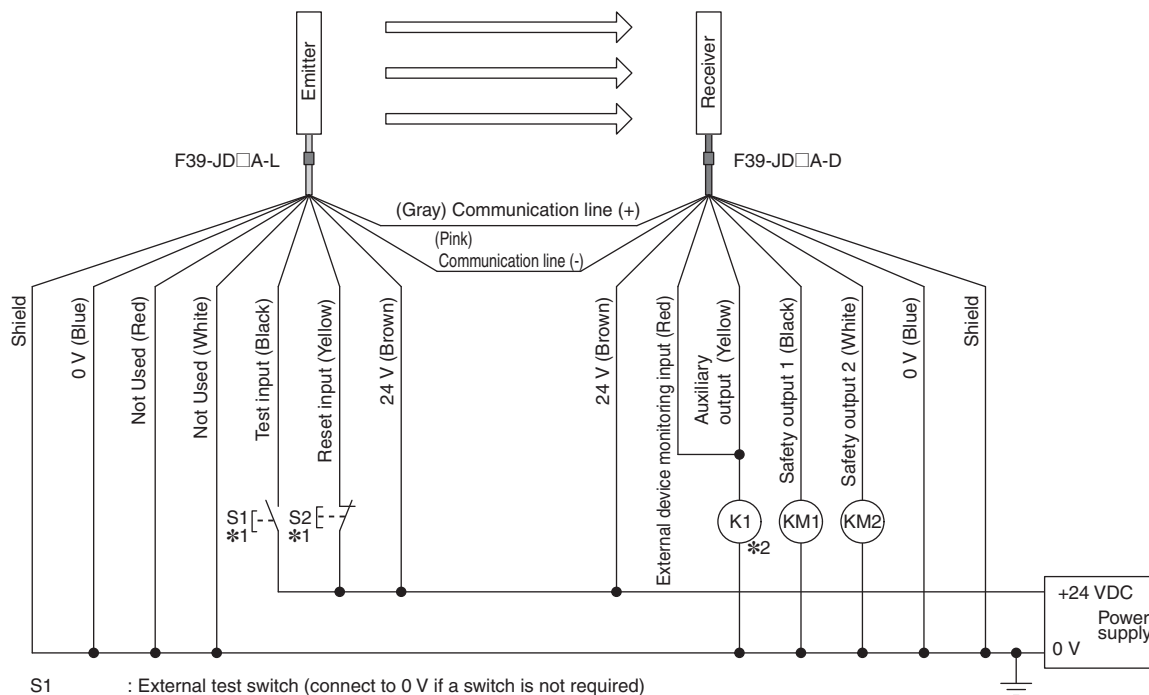 Emitter
Receiver
F39-JD□A-L
F39-JD□A-D
(Gray) Communication line (+)
(Pink)
Communication line (-)
Shield
0 V (Blue)
Not Used (Red)
Not Used (White)
Test input (Black)
Reset input (Yellow)
24 V (Brown)
24 V (Brown)
External device monitoring input (Red)
Auxiliary
output (Yellow)
Safety output 1 (Black)
Safety output 2 (White)
0 V (Blue)
Shield
S1
*1
S2
*1
K1
*2
KM1
KM2
+24 VDC
Power
supply
0 V
S1 : External test switch (connect to 0 V if a switch is not required)